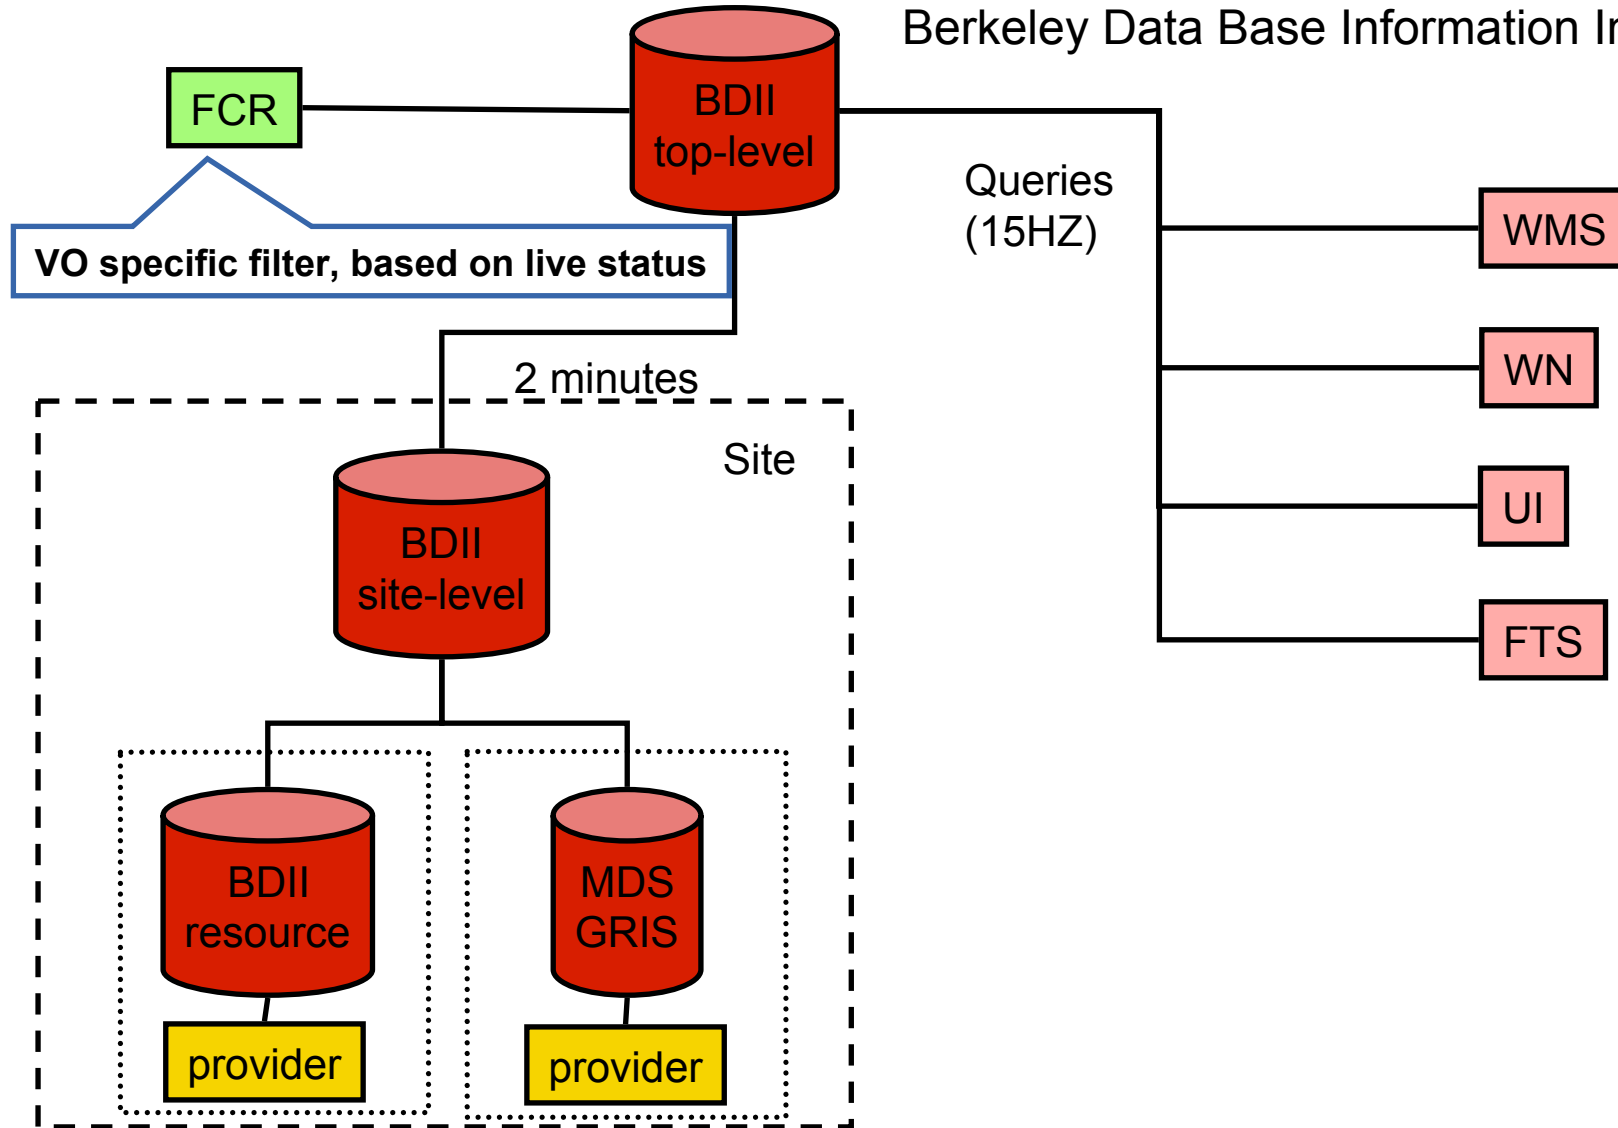 Berkeley Data Base Information
FCR
BDII
top-level
Queries
(15HZ)
VO specific filter, based on live status
WMS
WN
UI
FTS
2 minutes
Site
BDII
site-level
BDII
resource
MDS
GRIS
provider
provider